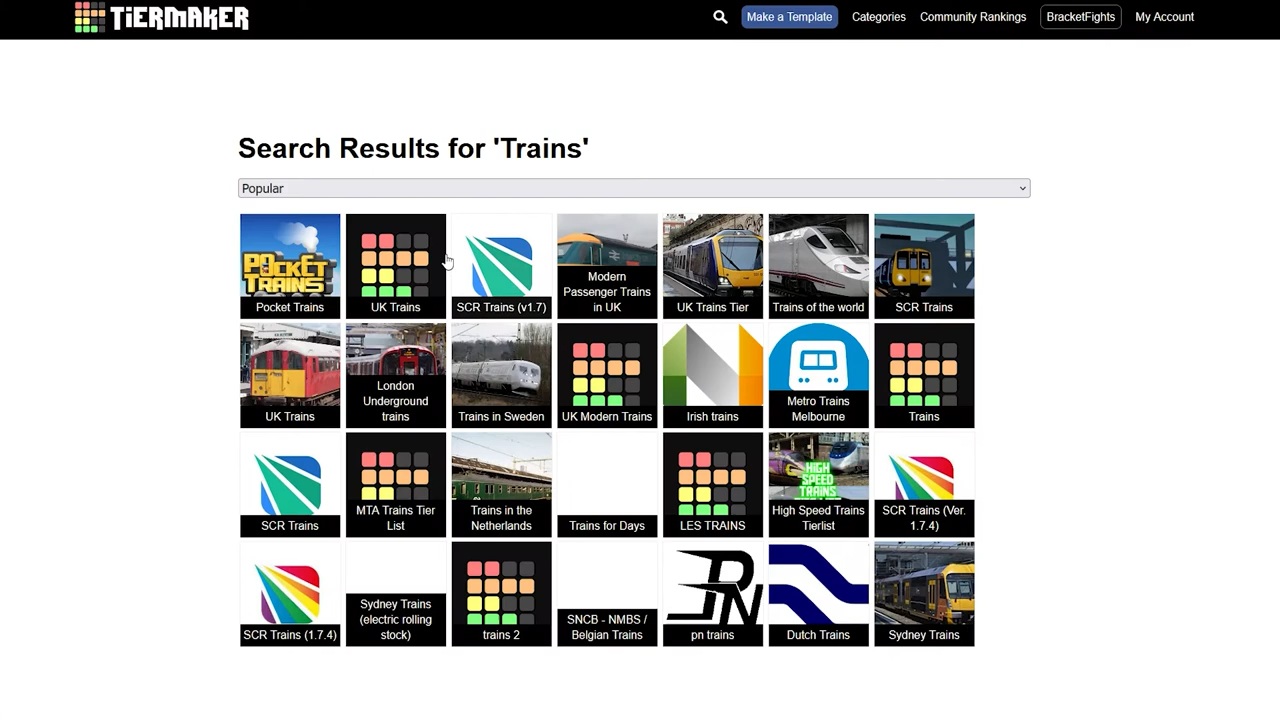 TiERMAKER
Make a Template
Categories
Community Rankings
BracketFights
My Account
Search Results for 'Trains'
Popular
POCKET
TRAINS
Pocket Trains
UK Trains
SCR Trains (v1.7)
Modern
Passenger Trains
in UK
UK Trains Tier
Trains of the world
SCR Trains
UK Trains
London
Underground
trains
Trains in Sweden
UK Modern Trains
Irish trains
Metro Trains
Melbourne
Trains
SCR Trains
MTA Trains Tier
List
Trains in the
Netherlands
Trains for Days
LES TRAINS
HIGH
SPEED
TRAINS
High Speed Trains
Tierlist
SCR Trains (Ver.
1.7.4)
SCR Trains (1.7.4)
Sydney Trains
(electric rolling
stock)
trains 2
SNCB - NMBS /
Belgian Trains
pn trains
Dutch Trains
Sydney Trains